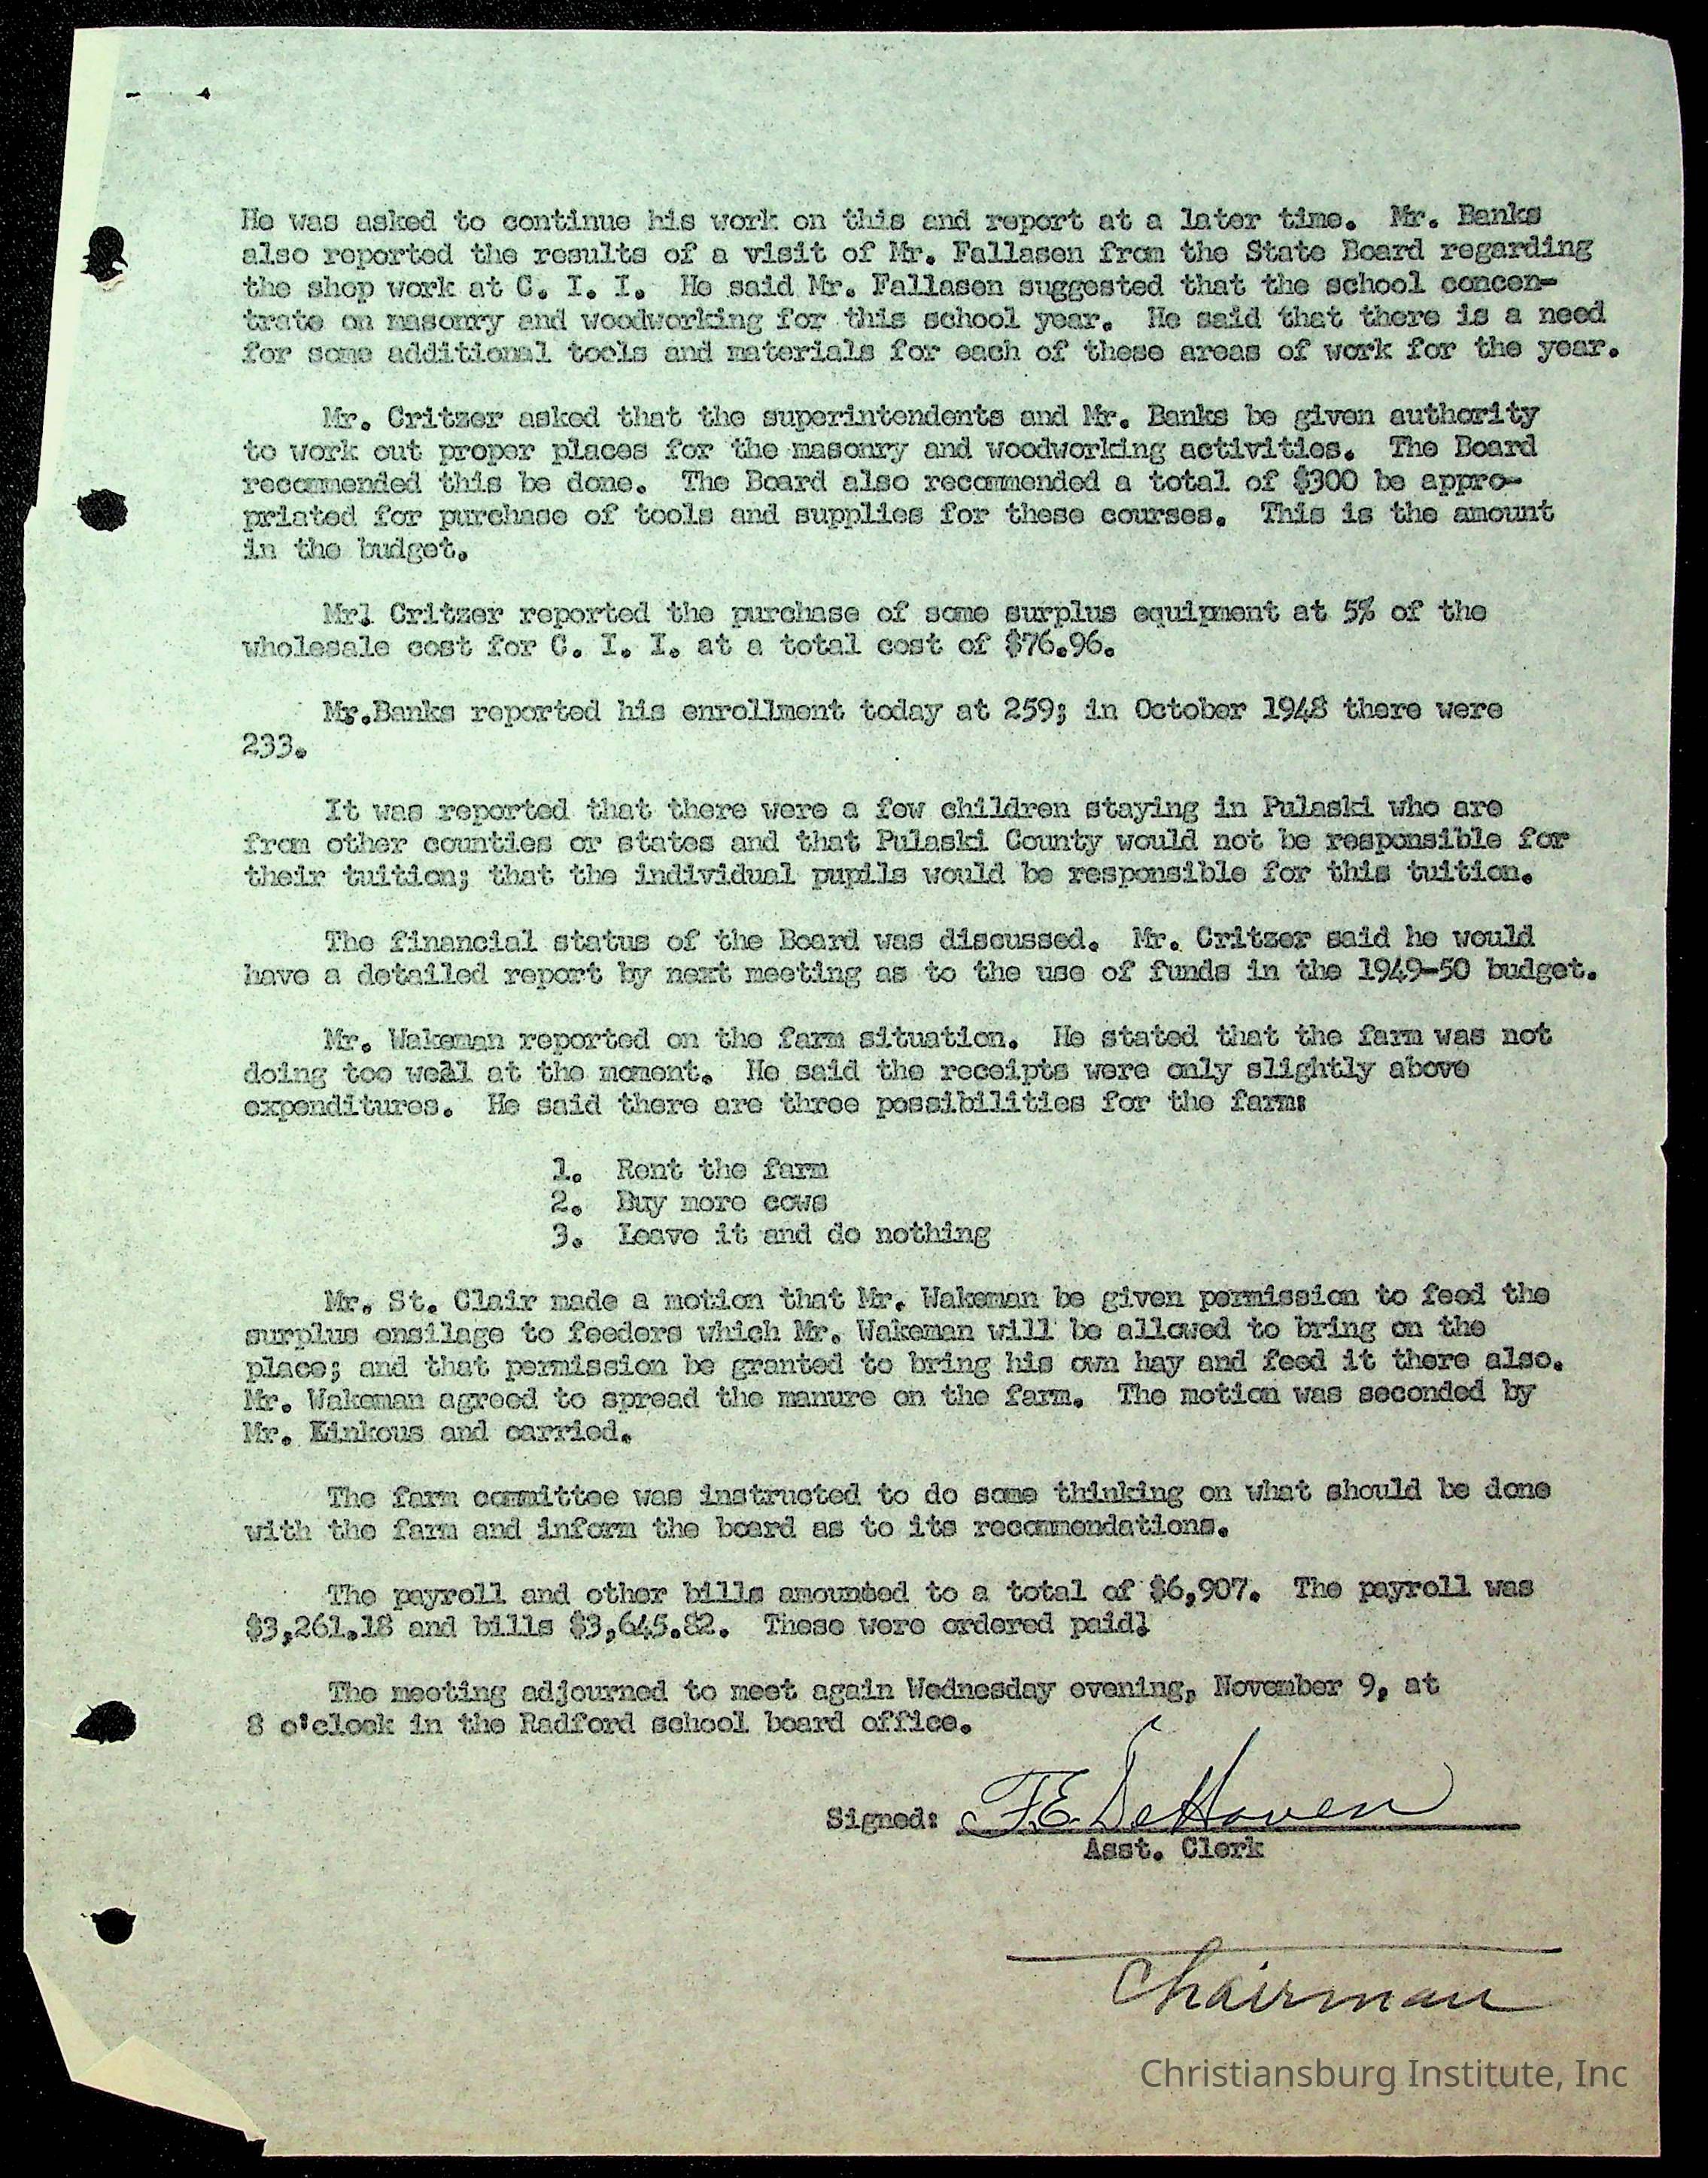 He was asked to continue his work on this and report at a later time.  Mr. Banks
also reported the results of a visit of Mr. Fallasen from the State Board regarding
the shop work at C. I. I.  He said Mr. Fallasen suggested that the school concen-
trate on masonry and woodworking for this school year.  He said that there is a need
for some additional tools and materials for each of these areas of work for the year.
Mr. Critzer asked that the superintendents and Mr. Banks be given authority
to work out proper places for the masonry and woodworking activities.  The Board
recommended this be done.  The Board also recommended a total of $300 be appro-
priated for purchase of tools and supplies for these courses.  This is the amount
in the budget.
Mr! Critzer reported the purchase of some surplus equipment at 5% of the
wholesale cost for C. I. I. at a total cost of $76.96.
Mr.Banks reported his enrollment today at 259; in October 1948 there were
233.
It was reported that there were a few children staying in Pulaski who are
from other counties or states and that Pulaski County would not be responsible for
their tuition; that the individual pupils would be responsible for this tuition.
The financial status of the Board was discussed.  Mr. Critzer said he would
have a detailed report by next meeting as to the use of funds in the 1949-50 budget.
Mr. Wakeman reported on the farm situation.  He stated that the farm was not
doing too well at the moment.  He said the receipts were only slightly above
expenditures.  He said there are three possibilities for the farm:
1.  Rent the farm
2.  Buy more cows
3.  Leave it and do nothing
Mr. St. Clair made a motion that Mr. Wakeman be given permission to feed the
surplus ensilage to feeders which Mr. Wakeman will be allowed to bring on the
place; and that permission be granted to bring his own hay and feed it there also.
Mr. Wakeman agreed to spread the manure on the farm.  The motion was seconded by
Mr. Linkous and carried.
The farm committee was instructed to do some thinking on what should be done
with the farm and inform the board as to its recommendations.
The payroll and other bills amounted to a total of $6,907.  The payroll was
$3,261.18 and bills $3,645.82.  These were ordered paid!
The meeting adjourned to meet again Wednesday evening, November 9, at
8 o'clock in the Radford school board office.
Signed: F.E. DeHaven
Asst. Clerk
Chairman
Christiansburg Institute, Inc